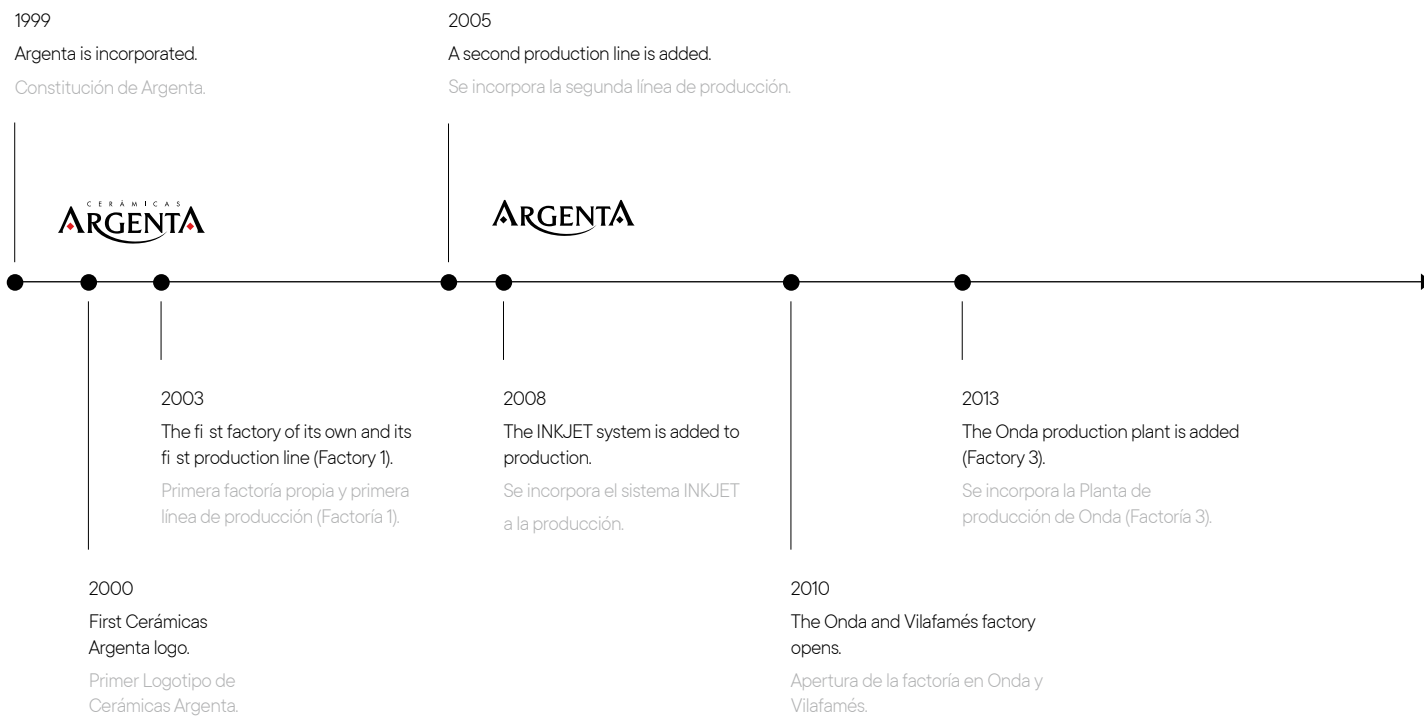 1999
Argenta is incorporated.
Constitución de Argenta.
2005
A second production line is added.
Se incorpora la segunda línea de producción.
CERÁMICAS
ARGENTA
ARGENTA
2003
The fi st factory of its own and its
fi st production line (Factory 1).
Primera factoría propia y primera
línea de producción (Factoría 1).
2008
The INKJET system is added to
production.
Se incorpora el sistema INKJET
a la producción.
2013
The Onda production plant is added
(Factory 3).
Se incorpora la Planta de
producción de Onda (Factoría 3).
2000
First Cerámicas
Argenta logo.
Primer Logotipo de
Cerámicas Argenta.
2010
The Onda and Vilafamés factory
opens.
Apertura de la factoría en Onda y
Vilafamés.